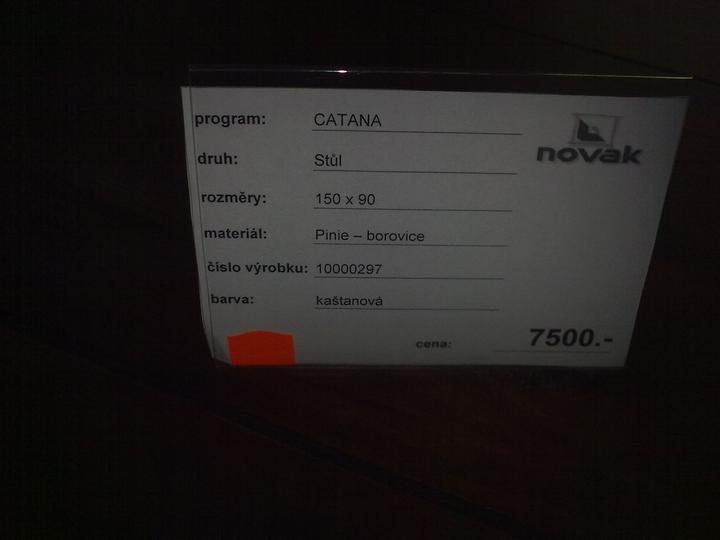 program: CATANA
novak
druh: Stůl
rozměry: 150 x 90
materiál: Pinie – borovice
číslo výrobku: 10000297
barva: kaštanová
cena: 7500.-